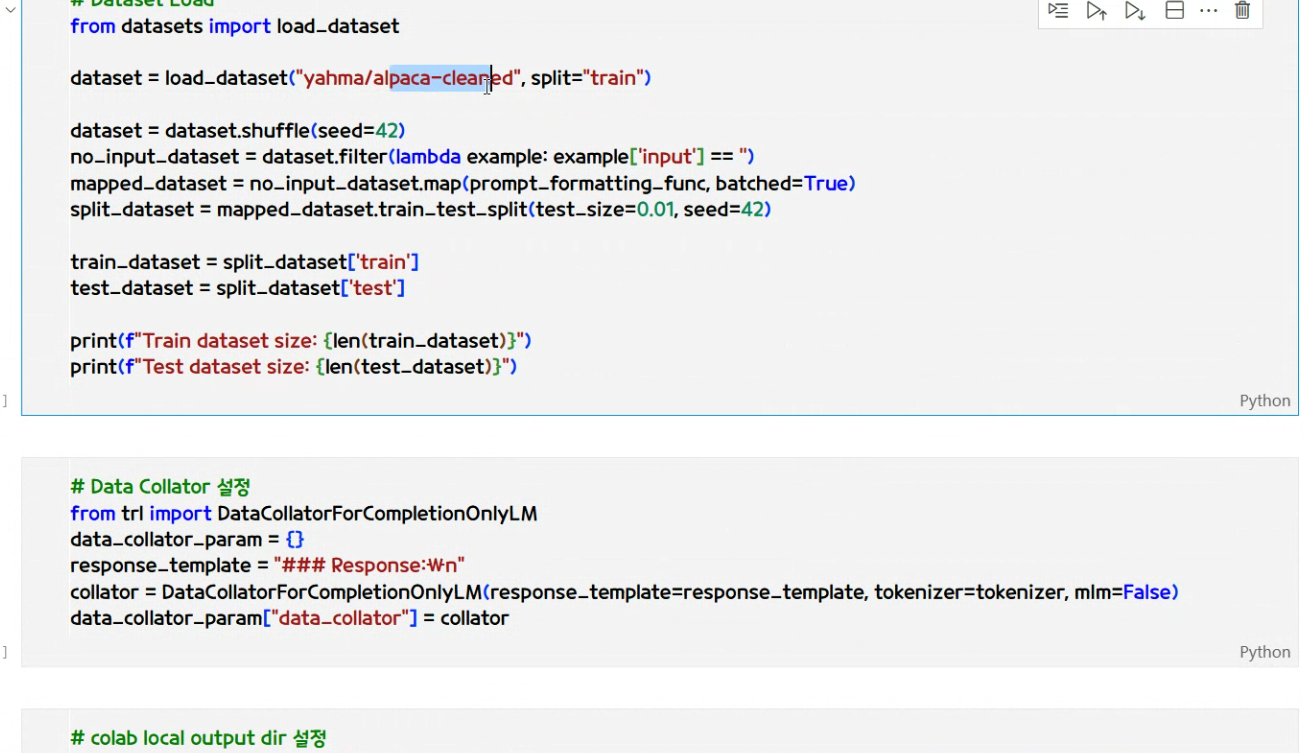 # Dataset Load
from datasets import load_dataset
dataset = load_dataset("yahma/alpaca-cleaned", split="train")
dataset = dataset.shuffle(seed=42)
no_input_dataset = dataset.filter(lambda example: example['input'] == '')
mapped_dataset = no_input_dataset.map(prompt_formatting_func, batched=True)
split_dataset = mapped_dataset.train_test_split(test_size=0.01, seed=42)
train_dataset = split_dataset['train']
test_dataset = split_dataset['test']
print(f"Train dataset size: {len(train_dataset)}")
print(f"Test dataset size: {len(test_dataset)}")
]
Python
# Data Collator 설정
from trl import DataCollatorForCompletionOnlyLM
data_collator_param = {}
response_template = "### Response:₩n"
collator = DataCollatorForCompletionOnlyLM(response_template=response_template, tokenizer=tokenizer, mlm=False)
data_collator_param["data_collator"] = collator
]
Python
# colab local output dir 설정